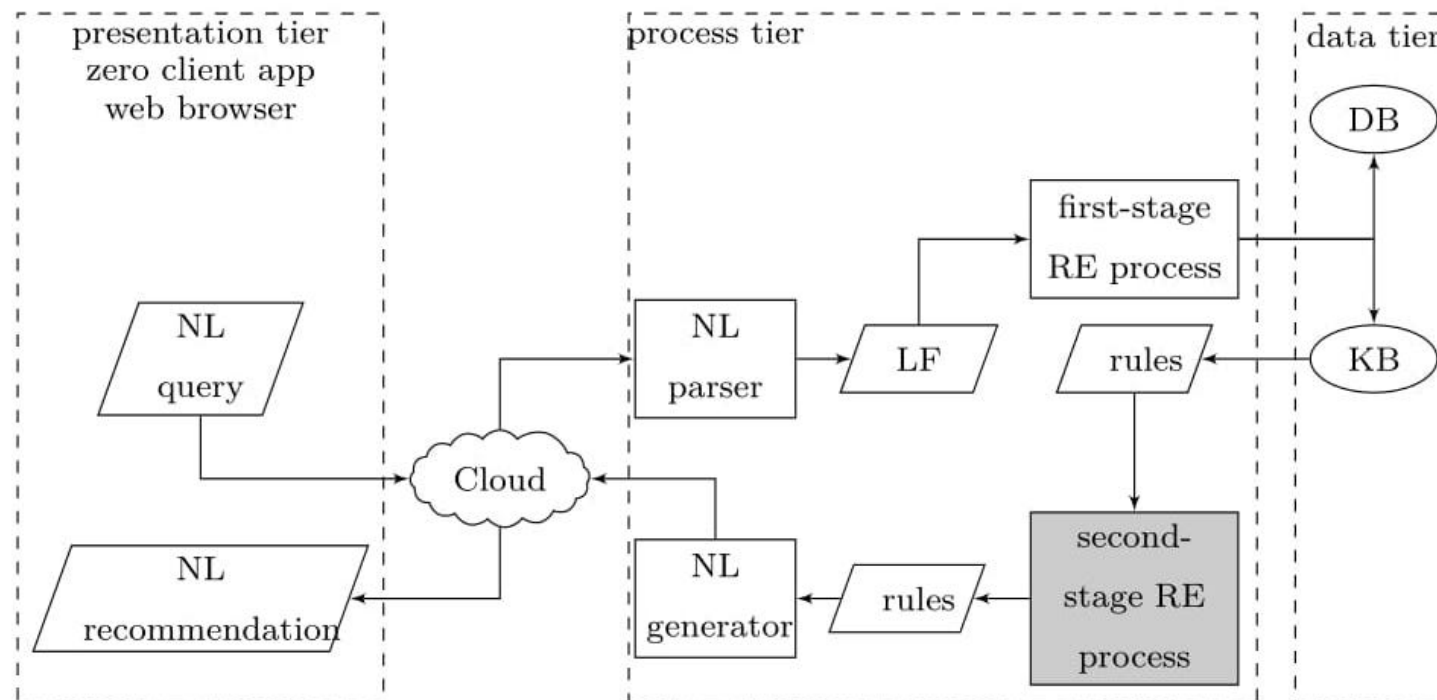 presentation tier
zero client app
web browser
process tier
data tier
DB
first-stage
RE process
NL
query
NL
parser
LF
rules
KB
Cloud
NL
recommendation
NL
generator
rules
second-
stage RE
process